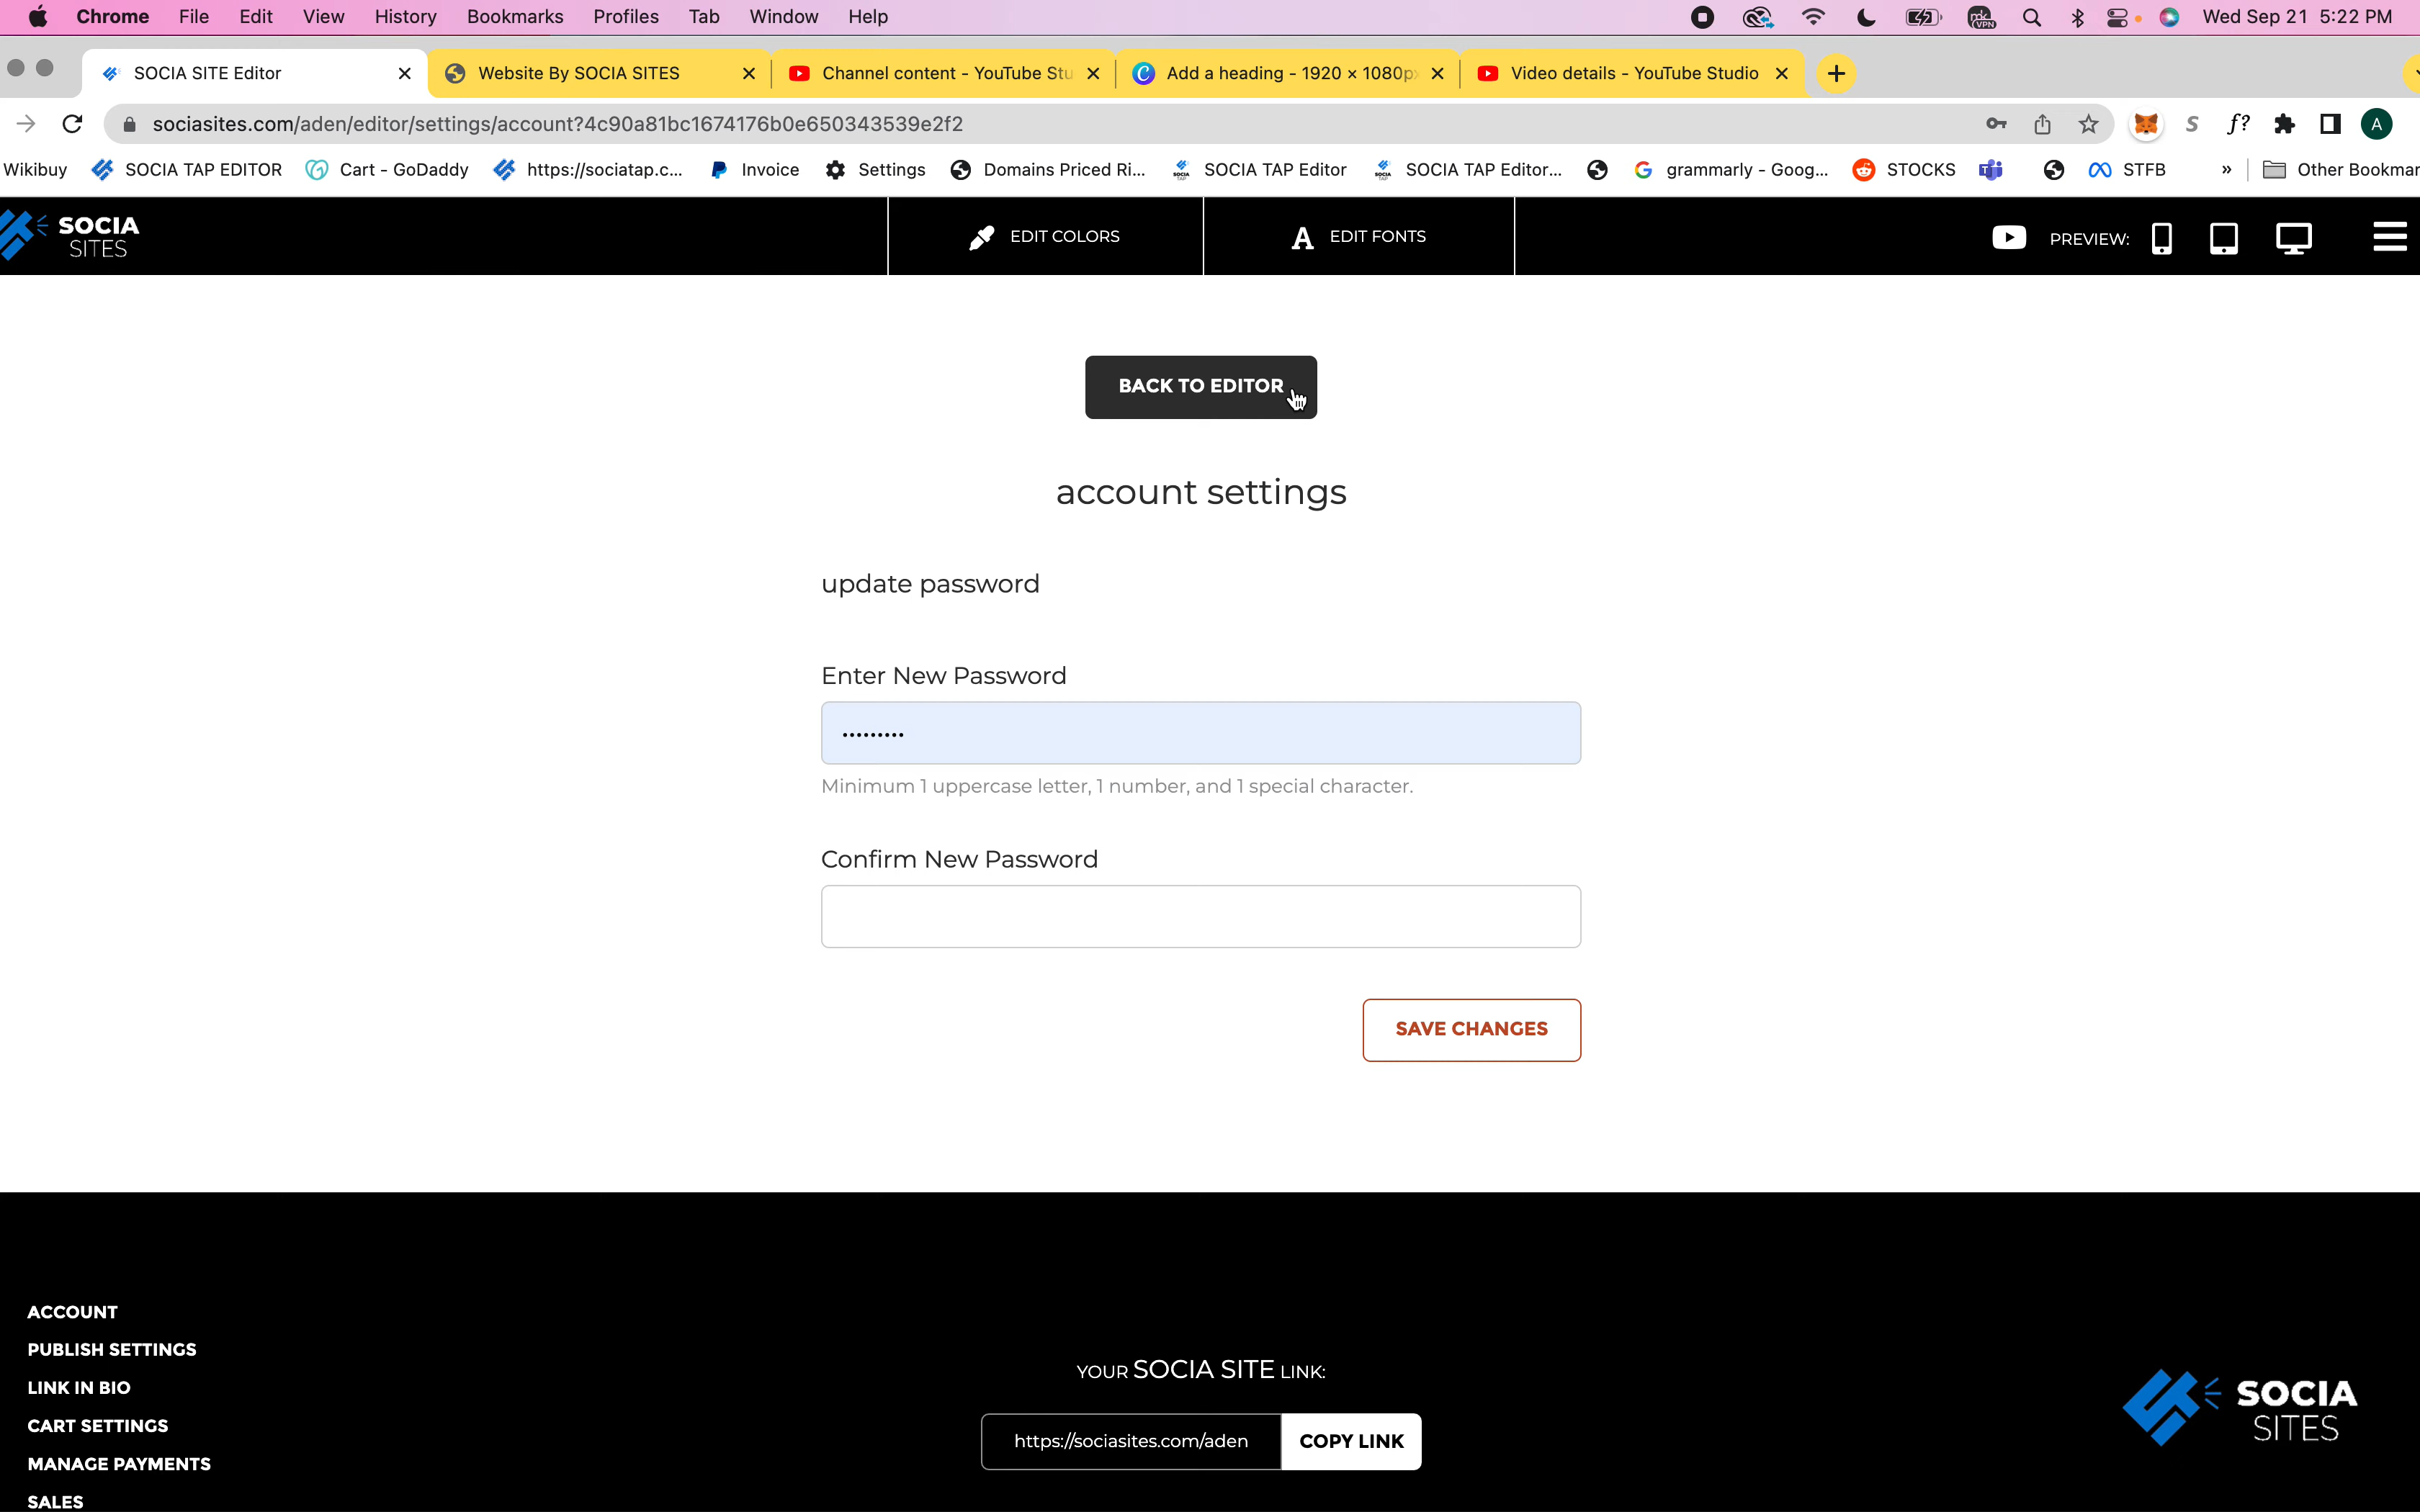 Chrome File Edit View History Bookmarks Profiles Tab Window Help Wed Sep 21 5:22 PM
SOCIA SITE Editor Website By SOCIA SITES Channel content - YouTube Stu Add a heading - 1920 × 1080p Video details - YouTube Studio
sociasites.com/aden/editor/settings/account?4c90a81bc1674176b0e650343539e2f2 S f? A
Wikibuy SOCIA TAP EDITOR Cart - GoDaddy https://sociatap.c... Invoice Settings Domains Priced Ri... SOCIA TAP Editor SOCIA TAP Editor... grammarly - Goog... STOCKS STFB » Other Bookmar
SOCIA
SITES
EDIT COLORS
A EDIT FONTS
PREVIEW:
BACK TO EDITOR
account settings
update password
Enter New Password
•••••••••
Minimum 1 uppercase letter, 1 number, and 1 special character.
Confirm New Password
SAVE CHANGES
ACCOUNT
PUBLISH SETTINGS
LINK IN BIO
CART SETTINGS
MANAGE PAYMENTS
SALES
YOUR SOCIA SITE LINK:
https://sociasites.com/aden COPY LINK
SOCIA
SITES